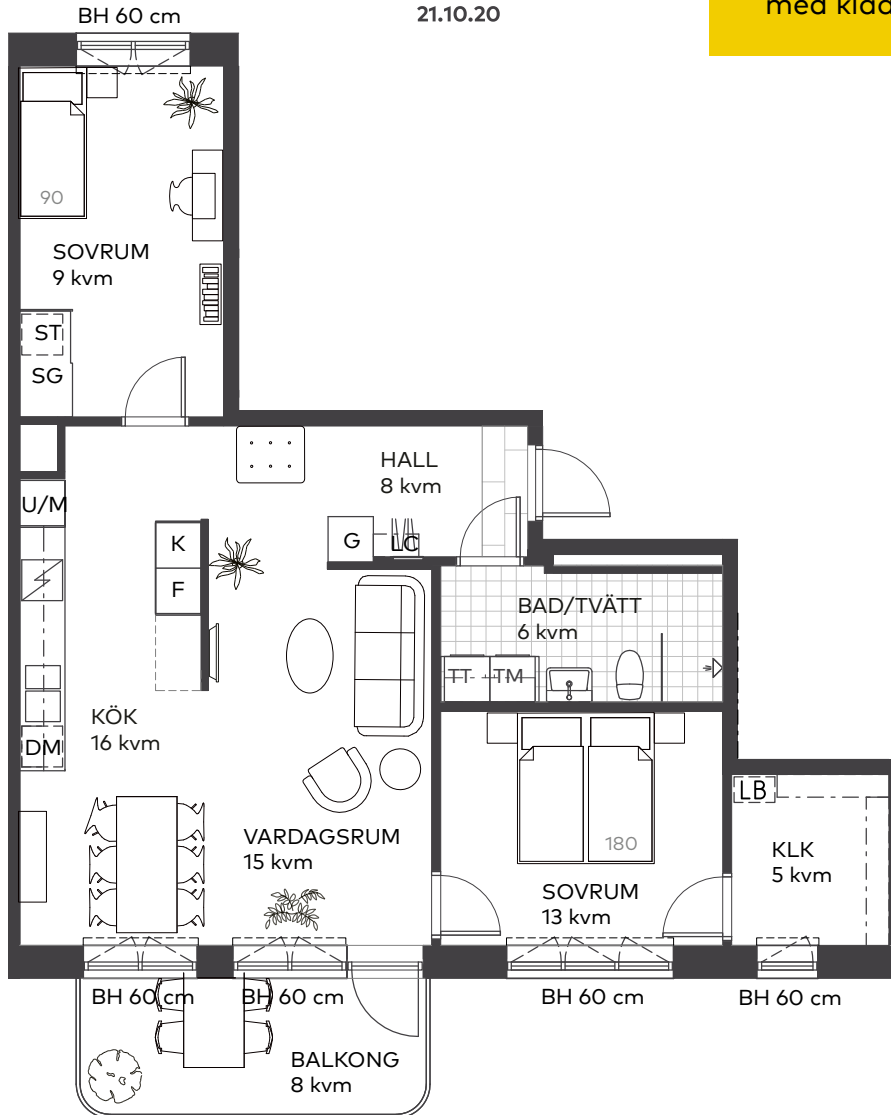 BH 60 cm
21.10.20
90
SOVRUM
9 kvm
ST
SG
HALL
8 kvm
U/M
K
G
LC
F
BAD/TVÄTT
6 kvm
TT
TM
KÖK
16 kvm
DM
LB
VARDAGSRUM
15 kvm
180
KLK
5 kvm
SOVRUM
13 kvm
BH 60 cm
BH 60 cm
BH 60 cm
BH 60 cm
BALKONG
8 kvm